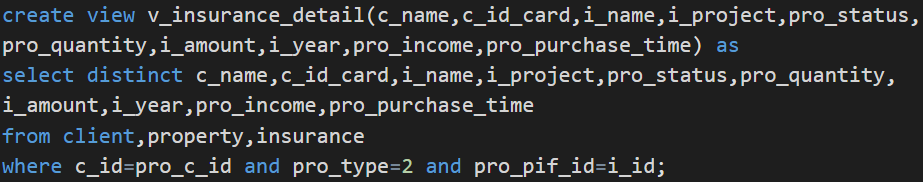 create view v_insurance_detail(c_name,c_id_card,i_name,i_project,pro_status,
pro_quantity,i_amount,i_year,pro_income,pro_purchase_time) as
select distinct c_name,c_id_card,i_name,i_project,pro_status,pro_quantity,
i_amount,i_year,pro_income,pro_purchase_time
from client,property,insurance
where c_id=pro_c_id and pro_type=2 and pro_pif_id=i_id;